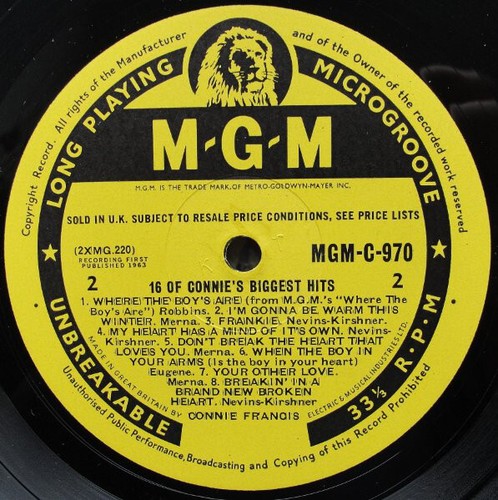 Copyright Record. All rights of the Manufacturer and of the Owner of the recorded work reserved
LONG PLAYING MICROGROOVE
M-G-M
M.G.M. IS THE TRADE MARK, OF METRO-GOLDWYN-MAYER INC.
SOLD IN U.K. SUBJECT TO RESALE PRICE CONDITIONS, SEE PRICE LISTS
(2XMG.220)
RECORDING FIRST
PUBLISHED 1963
MGM-C-970
2 16 OF CONNIE'S BIGGEST HITS 2
1. WHERE THE BOY'S ARE) (from M.G.M.'s "Where The
Boy's Are") Robbins. 2. I'M GONNA BE WARM THIS
WINTER. Merna. 3. FRANKIE. Nevins-Kirshner.
4. MY HEART HAS A MIND OF IT'S OWN. Nevins-
Kirshner. 5. DON'T BREAK THE HEART THAT
LOVES YOU. Merna. 6. WHEN THE BOY IN
YOUR ARMS (Is the boy in your heart)
Eugene. 7. YOUR OTHER LOVE.
Merna. 8. BREAKIN' IN A
BRAND NEW BROKEN
HEART. Nevins-Kirshner
CONNIE FRANCIS
MADE IN GREAT BRITAIN BY ELECTRIC & MUSICAL INDUSTRIES LTD.
UNBREAKABLE 33⅓ R.P.M
Unauthorised Public Performance, Broadcasting and Copying of this Record Prohibited